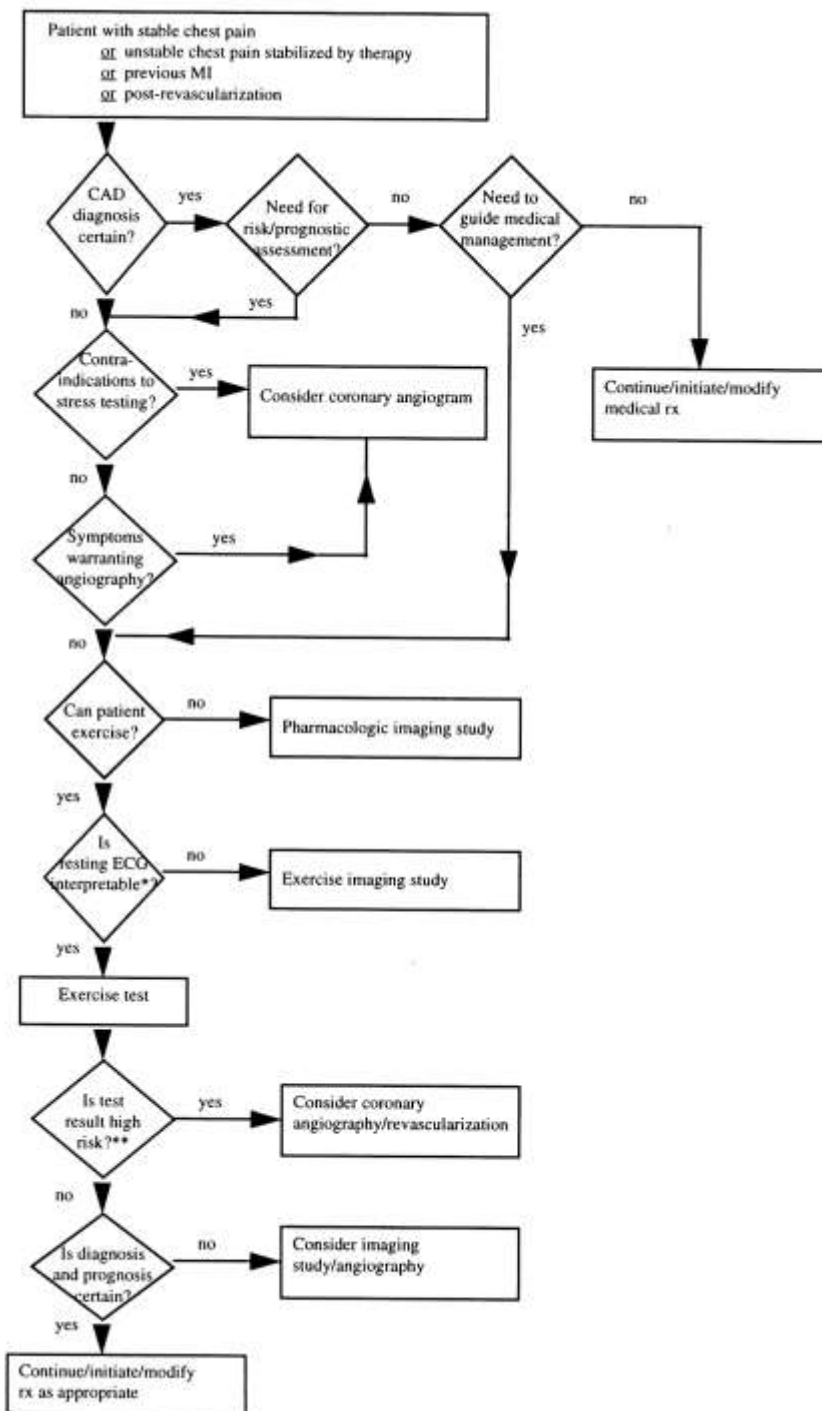 Patient with stable chest pain
or unstable chest pain stabilized by therapy
or previous MI
or post-revascularization
CAD
diagnosis
certain?
yes
Need for
risk/prognostic
assessment?
no
Need to
guide medical
management?
no
no
yes
yes
Contra-
indications to
stress testing?
yes
Consider coronary angiogram
Continue/initiate/modify
medical rx
no
Symptoms
warranting
angiography?
yes
no
Can patient
exercise?
no
Pharmacologic imaging study
yes
Is
resting ECG
interpretable*?
no
Exercise imaging study
yes
Exercise test
Is test
result high
risk?**
yes
Consider coronary
angiography/revascularization
no
Is diagnosis
and prognosis
certain?
no
Consider imaging
study/angiography
yes
Continue/initiate/modify
rx as appropriate